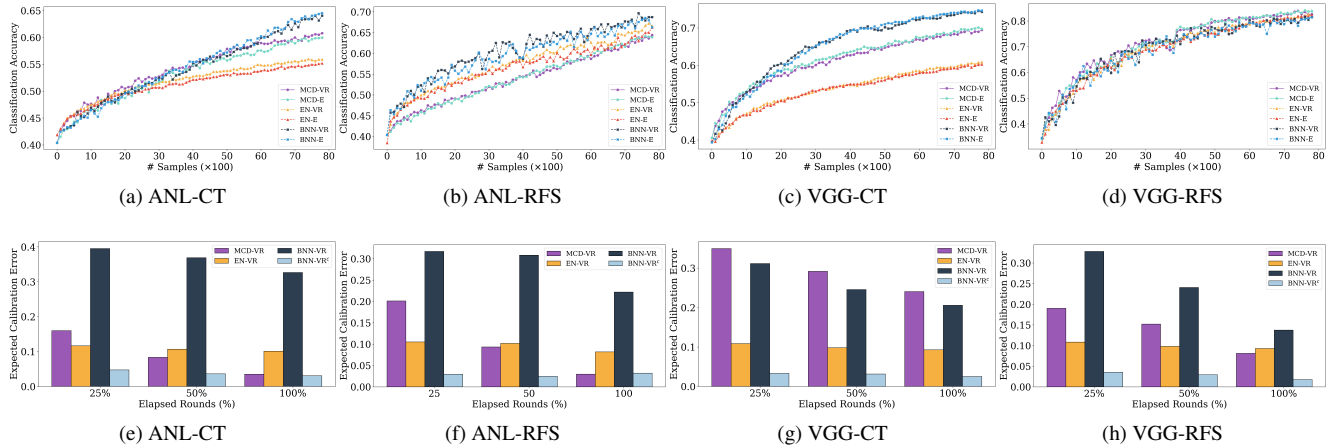 Classification Accuracy
0.65
0.60
0.55
0.50
0.45
0.40
MCD-VR
MCD-E
EN-VR
EN-E
BNN-VR
BNN-E
0 10 20 30 40 50 60 70 80
# Samples (×100)
(a) ANL-CT
Classification Accuracy
0.70
0.65
0.60
0.55
0.50
0.45
0.40
MCD-VR
MCD-E
EN-VR
EN-E
BNN-VR
BNN-E
0 10 20 30 40 50 60 70 80
# Samples (×100)
(b) ANL-RFS
Classification Accuracy
0.7
0.6
0.5
0.4
MCD-VR
MCD-E
EN-VR
EN-E
BNN-VR
BNN-E
0 10 20 30 40 50 60 70 80
# Samples (×100)
(c) VGG-CT
Classification Accuracy
0.8
0.7
0.6
0.5
0.4
MCD-VR
MCD-E
EN-VR
EN-E
BNN-VR
BNN-E
0 10 20 30 40 50 60 70 80
# Samples (×100)
(d) VGG-RFS
Expected Calibration Error
0.4
0.3
0.2
0.1
0.0
MCD-VR BNN-VR
EN-VR BNN-VRᶜ
25% 50% 100%
Elapsed Rounds (%)
(e) ANL-CT
Expected Calibration Error
0.30
0.25
0.20
0.15
0.10
0.05
0.00
MCD-VR BNN-VR
EN-VR BNN-VRᶜ
25 50 100
Elapsed Rounds (%)
(f) ANL-RFS
Expected Calibration Error
0.3
0.2
0.1
0.0
MCD-VR
EN-VR
BNN-VR
BNN-VRᶜ
25% 50% 100%
Elapsed Rounds (%)
(g) VGG-CT
Expected Calibration Error
0.30
0.25
0.20
0.15
0.10
0.05
0.00
MCD-VR
EN-VR
BNN-VR
BNN-VRᶜ
25% 50% 100%
Elapsed Rounds (%)
(h) VGG-RFS